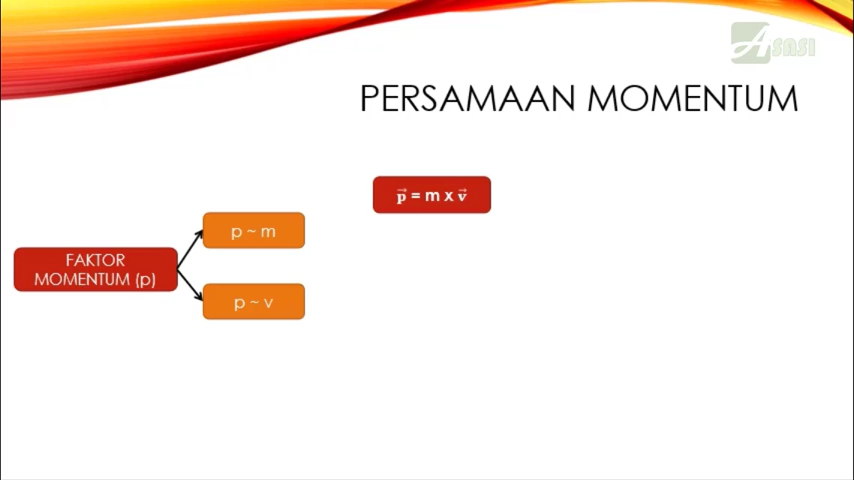 ASASI
PERSAMAAN MOMENTUM
p⃗ = m x v⃗
p ~ m
FAKTOR
MOMENTUM (p)
p ~ v